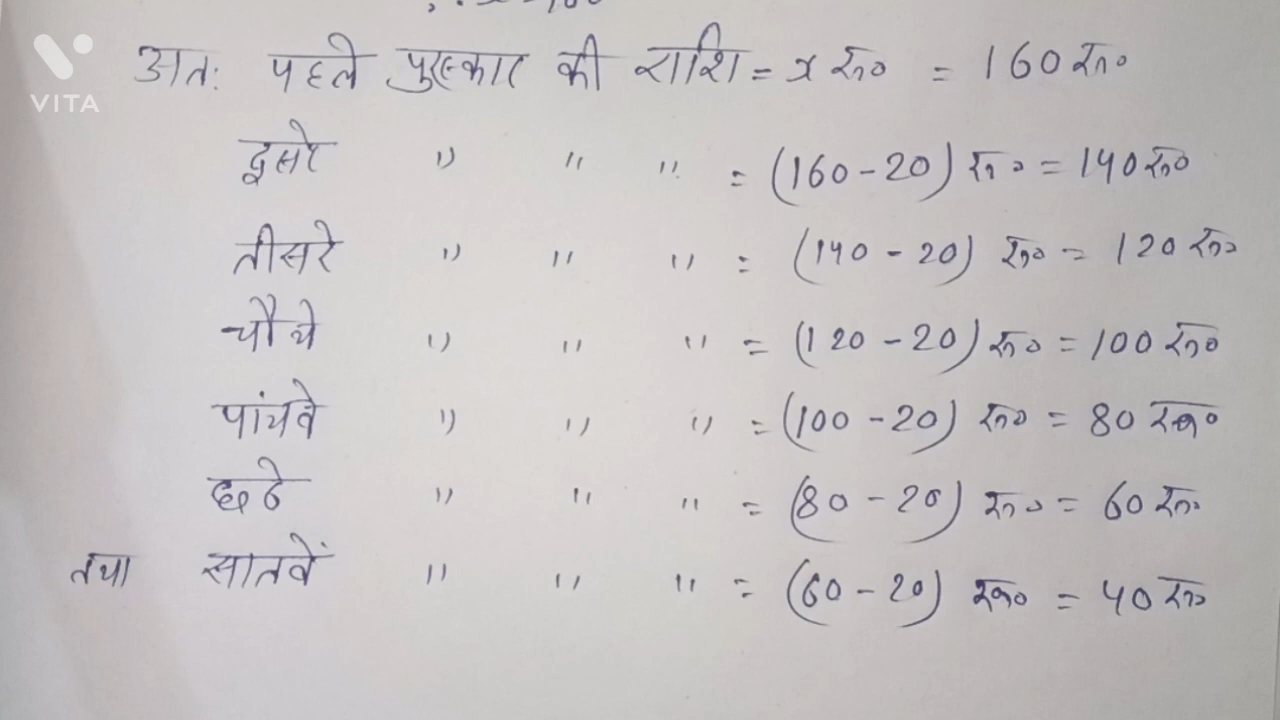 अतः पहले पुरस्कार की राशि = x रु० = 160 रु०
VITA
दूसरे " " " = (160 - 20) रु० = 140 रु०
तीसरे " " " = (140 - 20) रु० = 120 रु०
चौथे " " " = (120 - 20) रु० = 100 रु०
पांचवे " " " = (100 - 20) रु० = 80 रु०
छठे " " " = (80 - 20) रु० = 60 रु०
तथा सातवें " " " = (60 - 20) रु० = 40 रु०